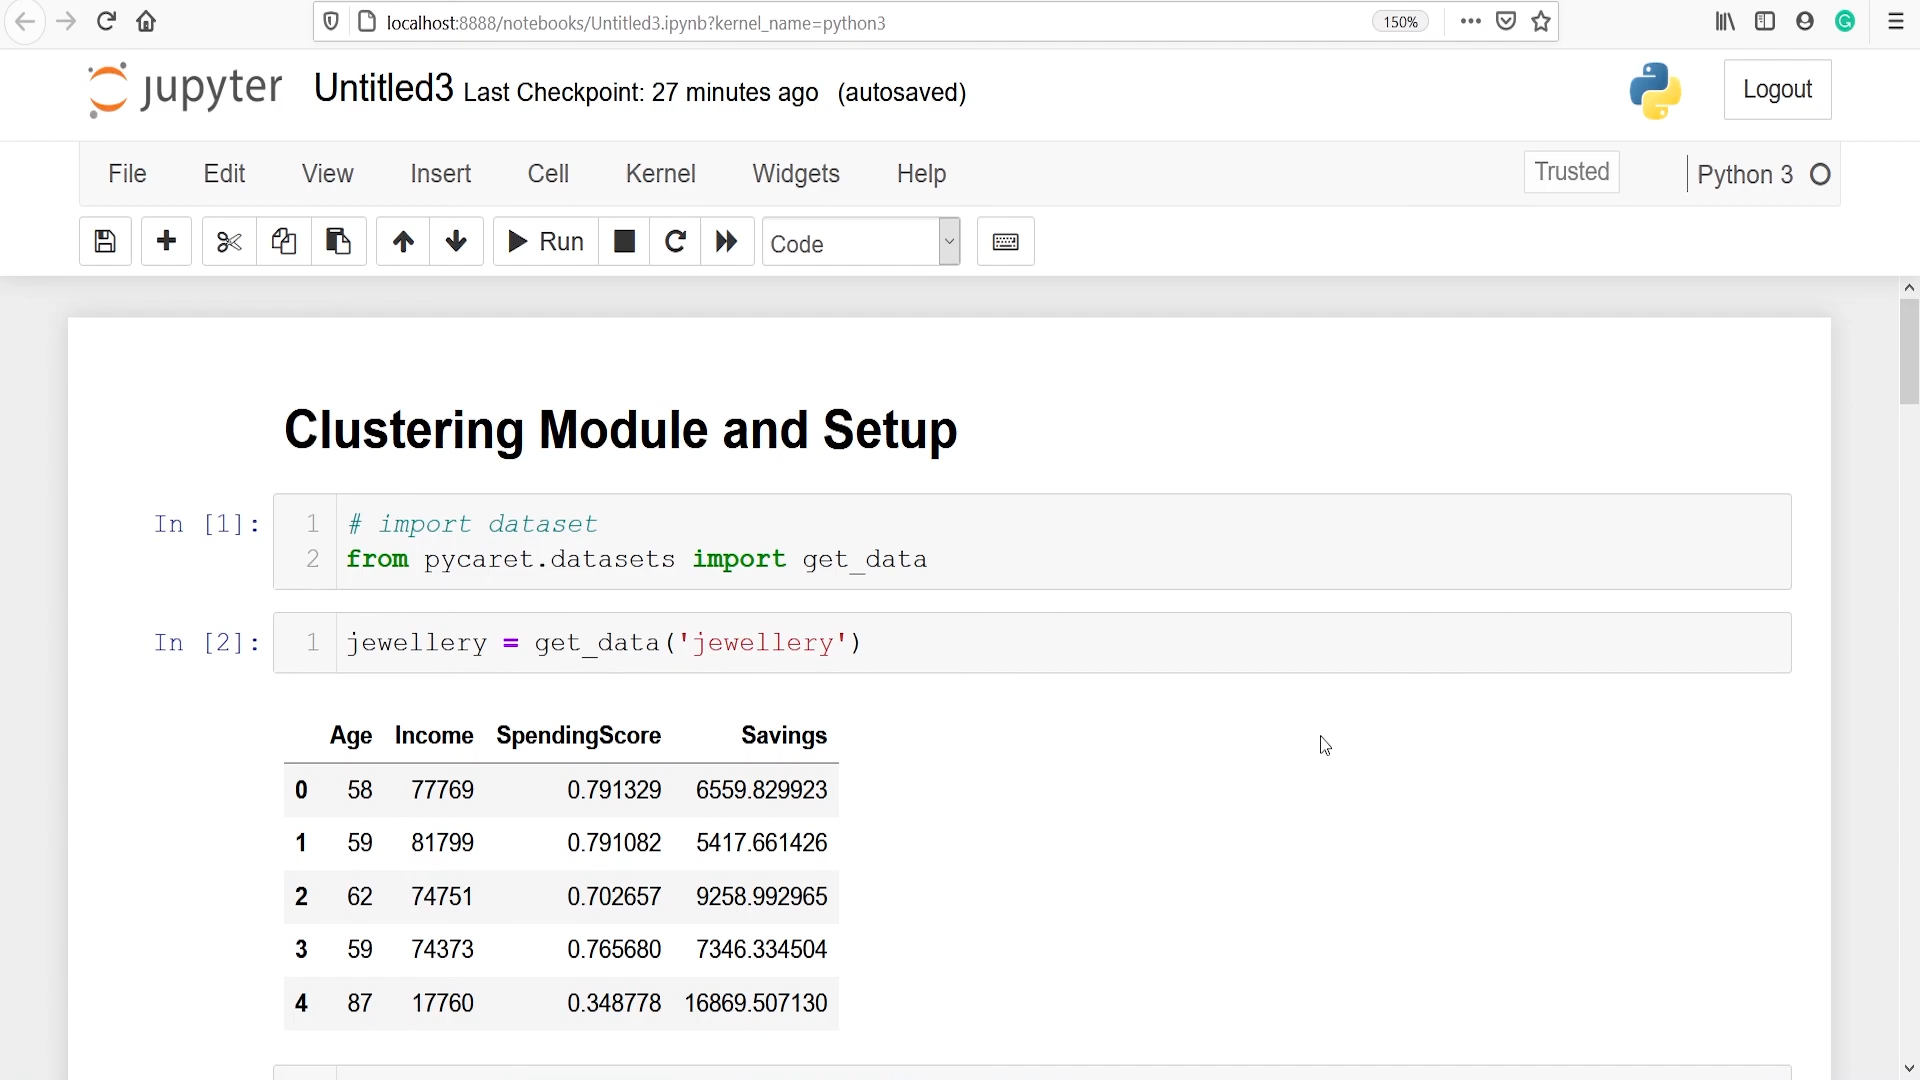 localhost:8888/notebooks/Untitled3.ipynb?kernel_name=python3 150%
jupyter Untitled3 Last Checkpoint: 27 minutes ago (autosaved) Logout
File Edit View Insert Cell Kernel Widgets Help Trusted Python 3
Run Code
Clustering Module and Setup
In [1]: 1 # import dataset
2 from pycaret.datasets import get_data
In [2]: 1 jewellery = get_data('jewellery')
Age Income SpendingScore Savings
0 58 77769 0.791329 6559.829923
1 59 81799 0.791082 5417.661426
2 62 74751 0.702657 9258.992965
3 59 74373 0.765680 7346.334504
4 87 17760 0.348778 16869.507130